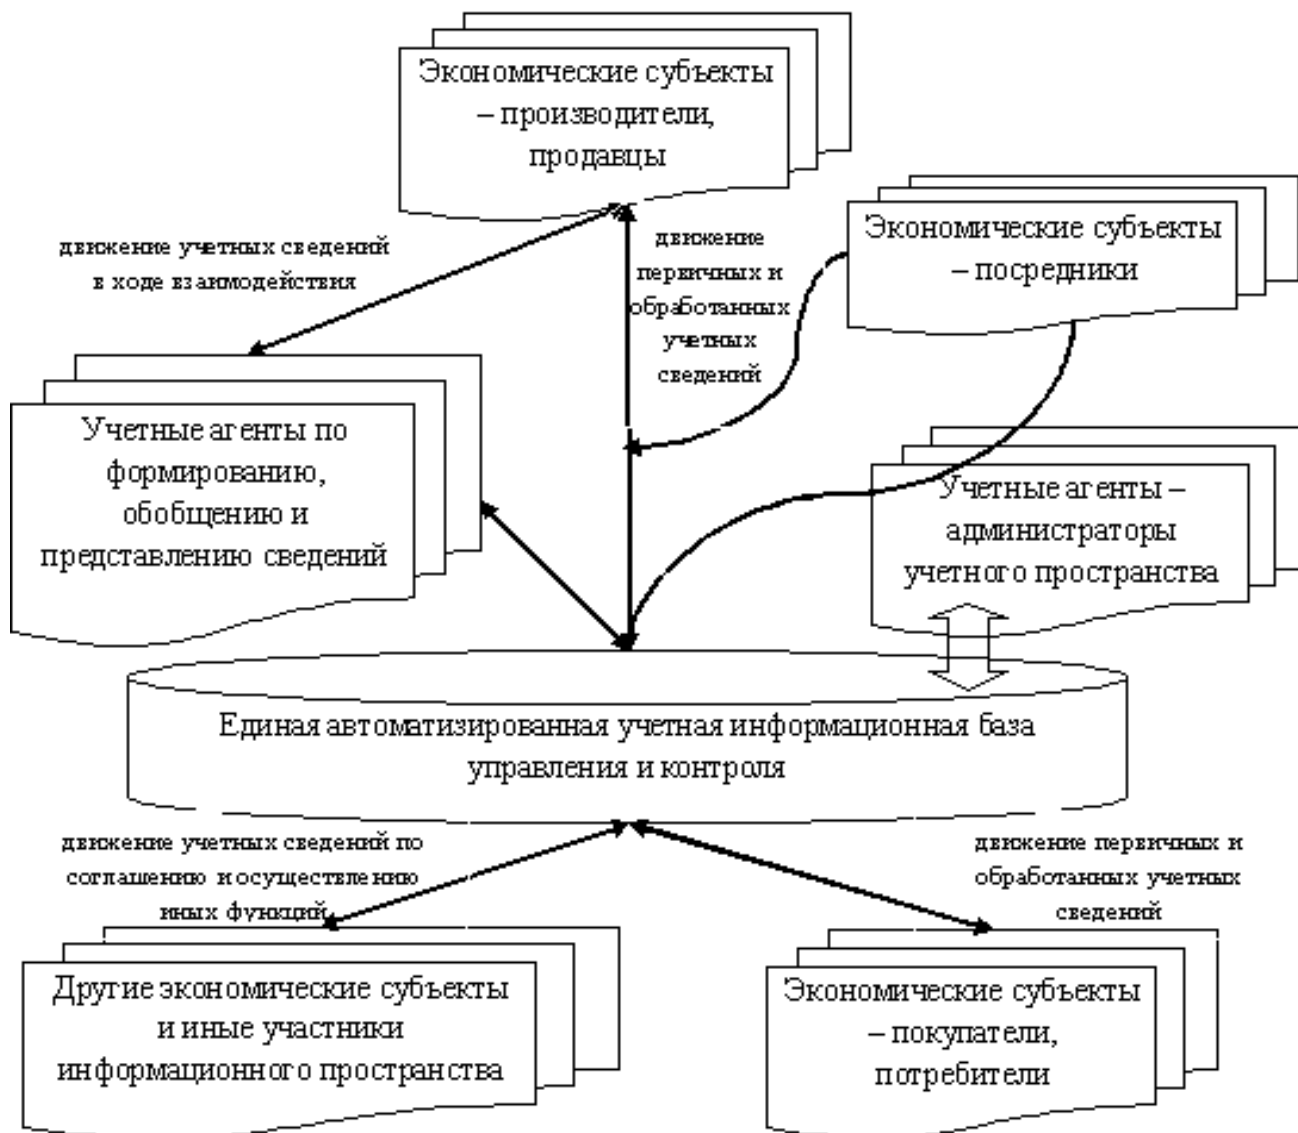 Экономические субъекты
– производители,
продавцы
Экономические субъекты
– посредники
движение учетных сведений
в ходе взаимодействия
движение
первичных и
обработанных
учетных
сведений
Учетные агенты по
формированию,
обобщению и
представлению сведений
Учетные агенты –
администраторы
учетного пространства
Единая автоматизированная учетная информационная база
управления и контроля
движение учетных сведений по
соглашению и осуществлению
иных функций
движение первичных и
обработанных учетных
сведений
Другие экономические субъекты
и иные участники
информационного пространства
Экономические субъекты
– покупатели,
потребители